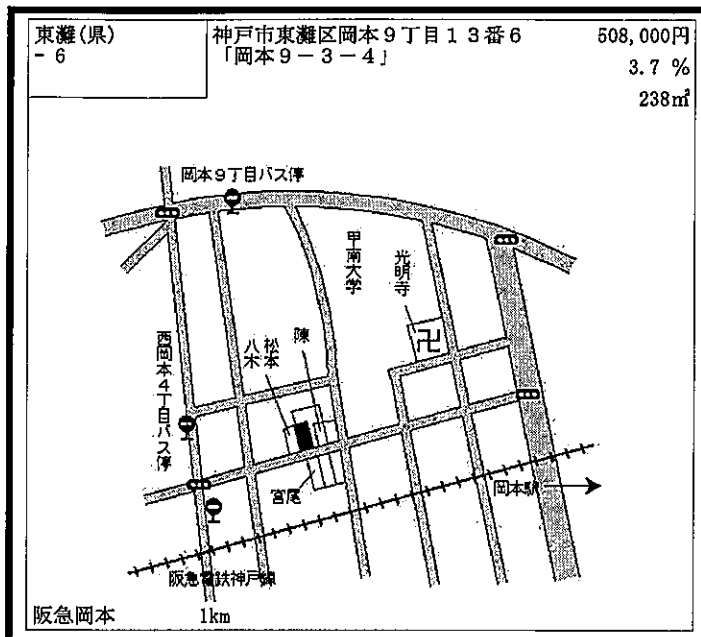 東灘(県)
- 6
神戸市東灘区岡本9丁目13番6
「岡本9-3-4」
508,000円
3.7 %
238㎡
岡本9丁目バス停
甲南大学
光明寺
卍
西岡本4丁目バス停
八木
松本
陳
宮尾
岡本駅
阪急電鉄神戸線
阪急岡本
1km